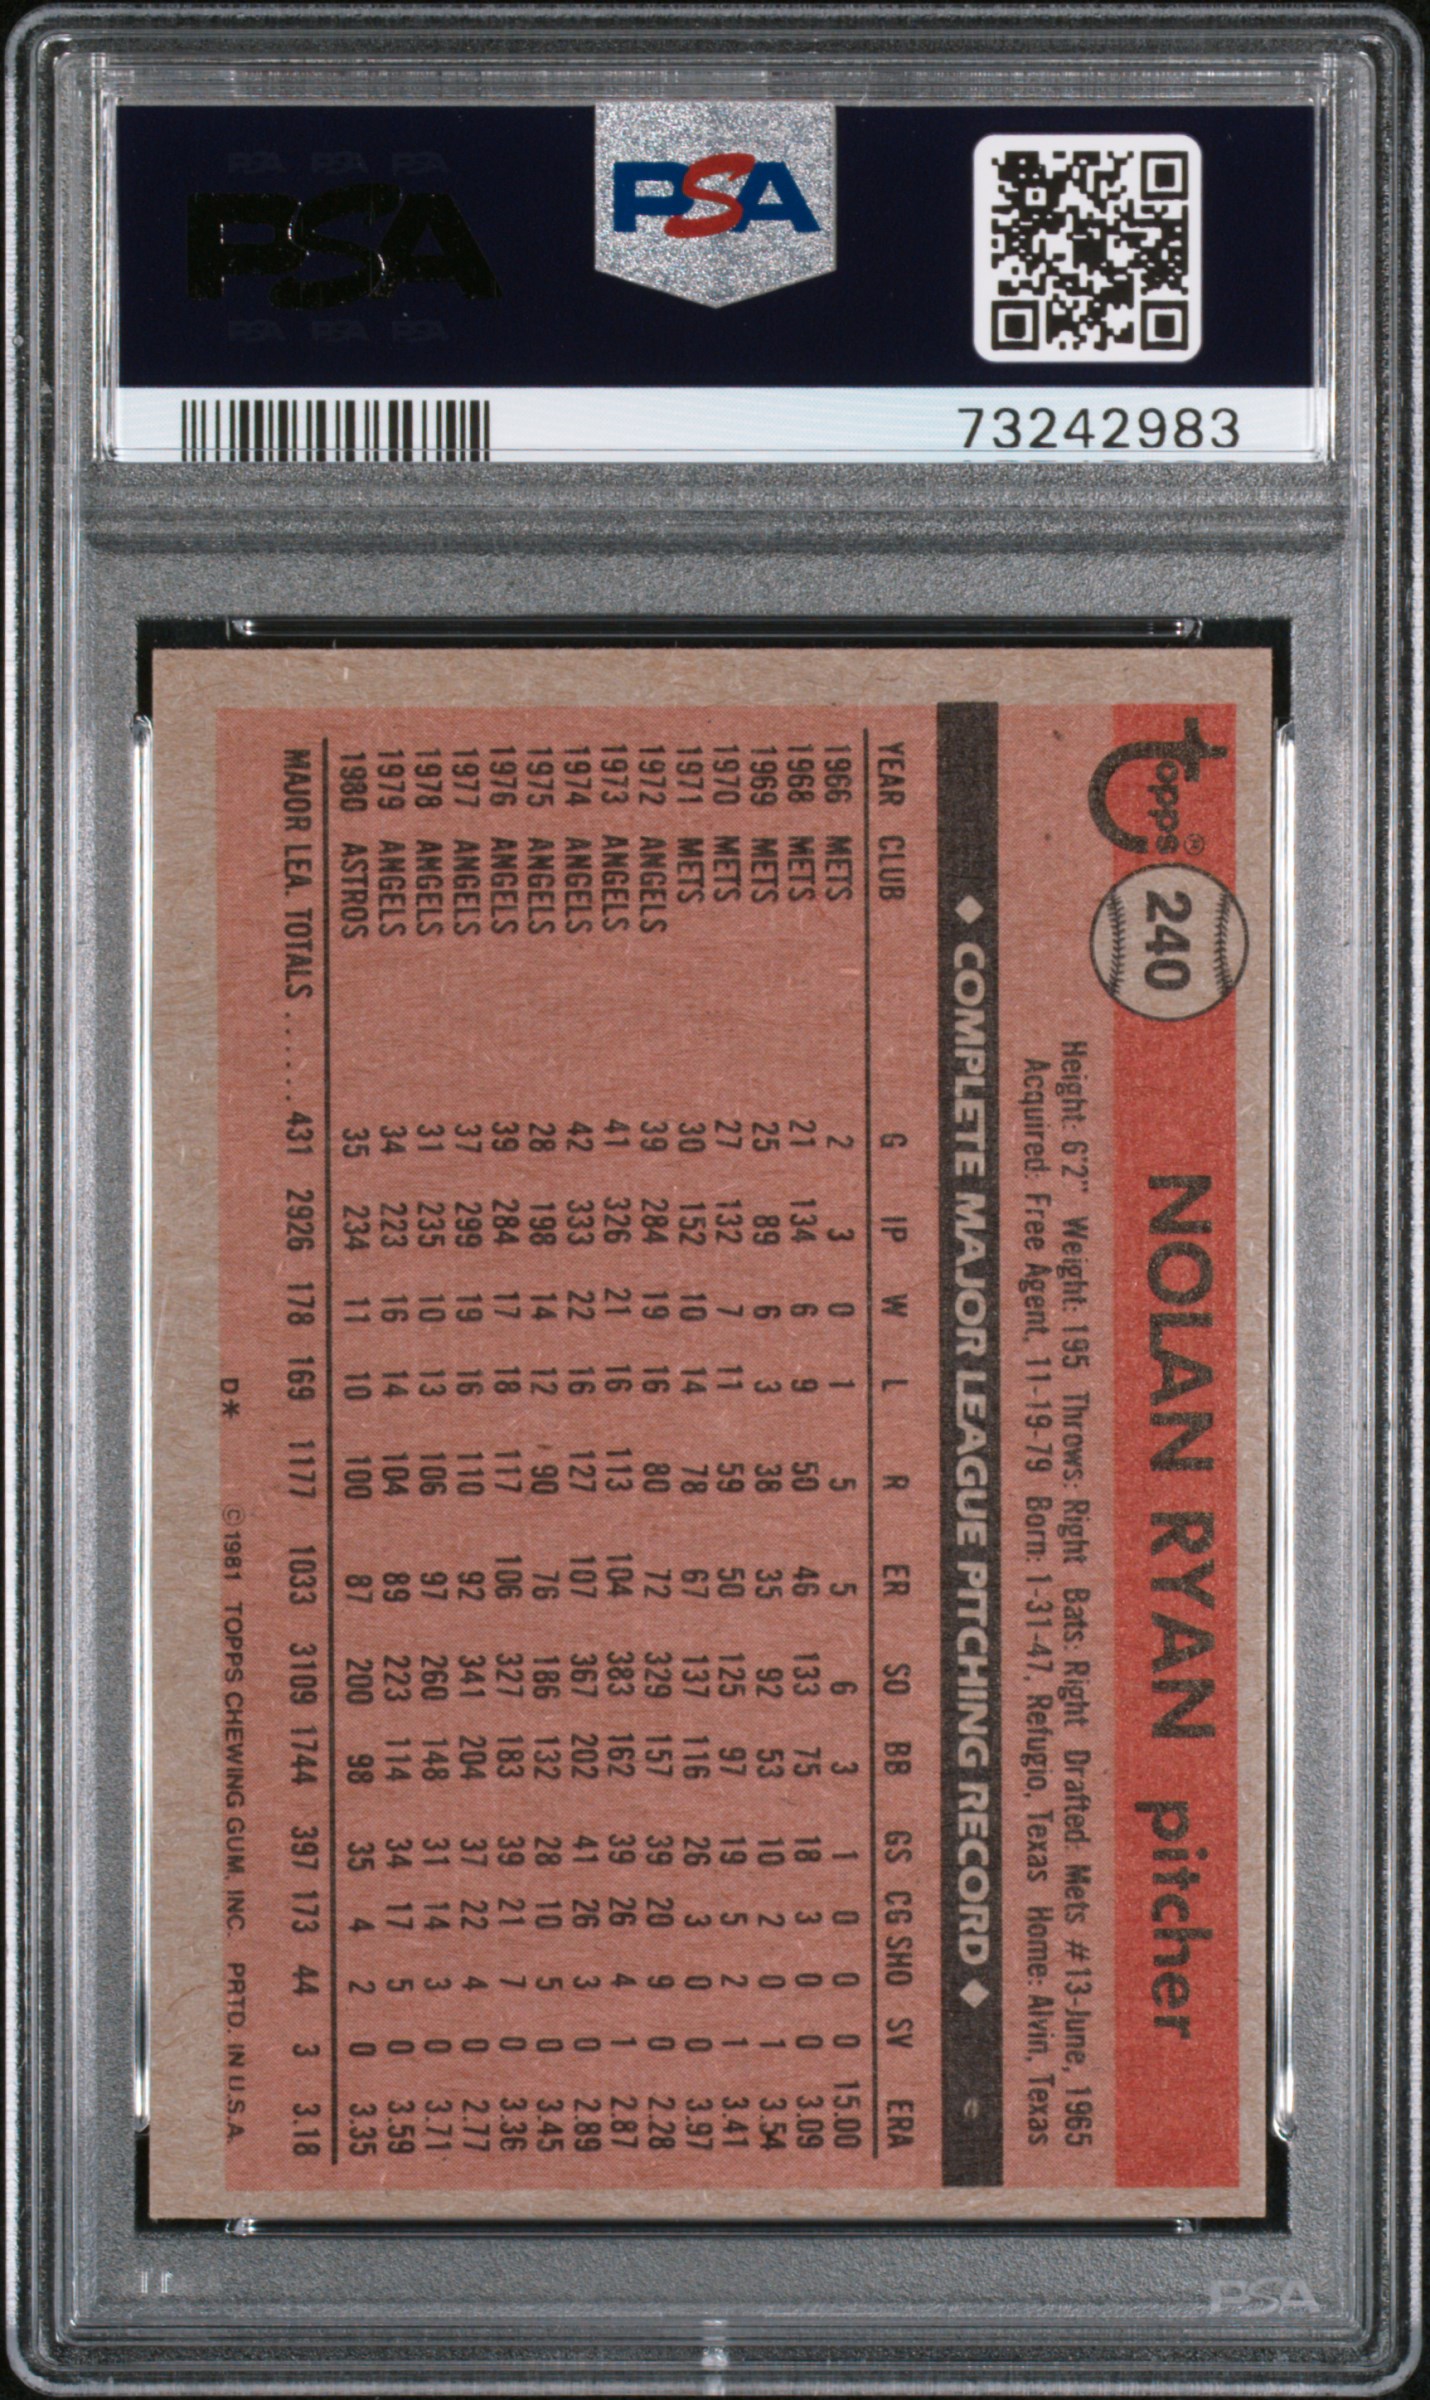 PSA PSA PSA
PSA
PSA PSA PSA
PSA
73242983
topps® 240 NOLAN RYAN pitcher
Height: 6'2" Weight: 195 Throws: Right Bats: Right Drafted: Mets #13-June, 1965
Acquired: Free Agent, 11-19-79 Born: 1-31-47, Refugio, Texas Home: Alvin, Texas
◆ COMPLETE MAJOR LEAGUE PITCHING RECORD ◆
YEAR CLUB G IP W L R ER SO BB GS CG SHO SV ERA
1966 METS 2 3 0 1 5 5 6 3 1 0 0 0 15.00
1968 METS 21 134 6 9 50 46 133 75 18 3 0 0 3.09
1969 METS 25 89 6 3 38 35 92 53 10 2 0 1 3.54
1970 METS 27 132 7 11 59 50 125 97 19 5 2 1 3.41
1971 METS 30 152 10 14 78 67 137 116 26 3 0 0 3.97
1972 ANGELS 39 284 19 16 80 72 329 157 39 20 9 0 2.28
1973 ANGELS 41 326 21 16 113 104 383 162 39 26 4 1 2.87
1974 ANGELS 42 333 22 16 127 107 367 202 41 26 3 0 2.89
1975 ANGELS 28 198 14 12 90 76 186 132 28 10 5 0 3.45
1976 ANGELS 39 284 17 18 117 106 327 183 39 21 7 0 3.36
1977 ANGELS 37 299 19 16 110 92 341 204 37 22 4 0 2.77
1978 ANGELS 31 235 10 13 106 97 260 148 31 14 3 0 3.71
1979 ANGELS 34 223 16 14 104 89 223 114 34 17 5 0 3.59
1980 ASTROS 35 234 11 10 100 87 200 98 35 4 2 0 3.35
MAJOR LEA. TOTALS ...... 431 2926 178 169 1177 1033 3109 1744 397 173 44 3 3.18
D* © 1981 TOPPS CHEWING GUM, INC. PRTD. IN U.S.A.
PSA